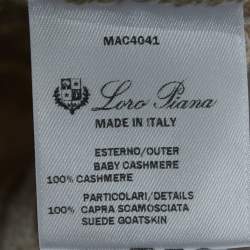 MAC4041
Loro Piana
MADE IN ITALY
ESTERNO/OUTER
BABY CASHMERE
100% CASHMERE
PARTICOLARI/DETAILS
100% CAPRA SCAMOSCIATA
SUEDE GOATSKIN